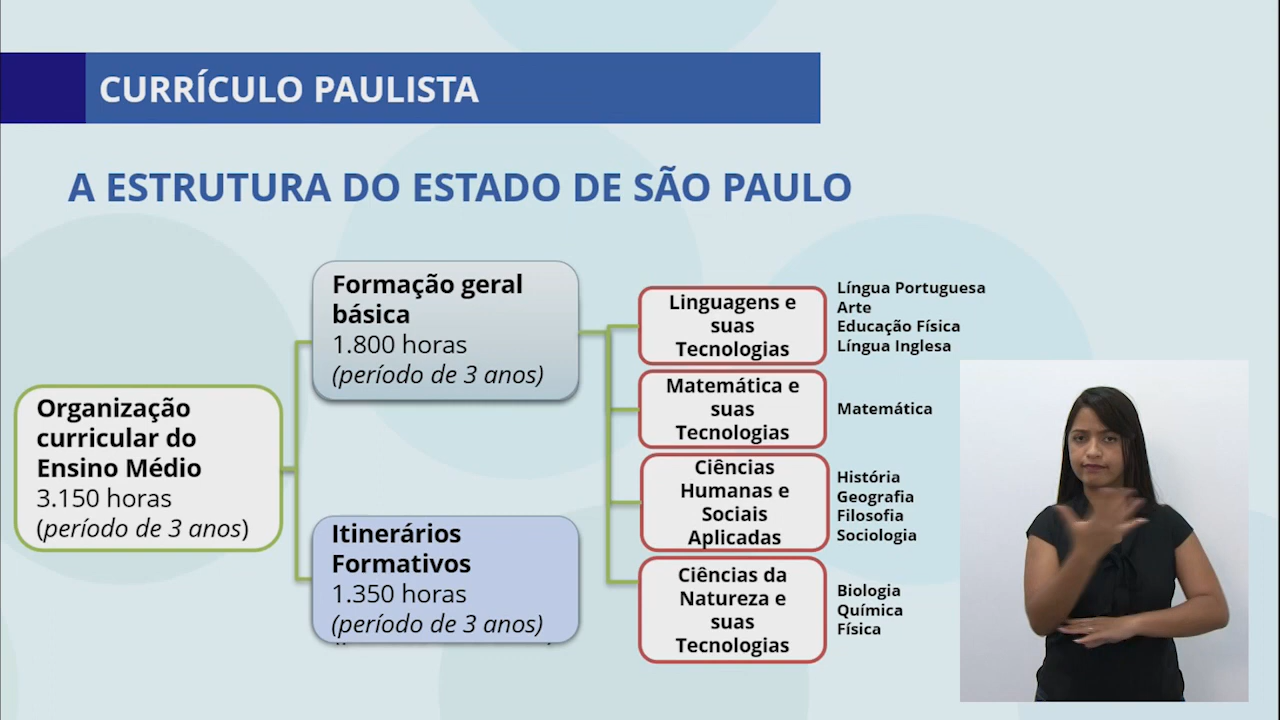 CURRÍCULO PAULISTA
A ESTRUTURA DO ESTADO DE SÃO PAULO
Organização
curricular do
Ensino Médio
3.150 horas
(período de 3 anos)
Formação geral
básica
1.800 horas
(período de 3 anos)
Itinerários
Formativos
1.350 horas
(período de 3 anos)
Linguagens e
suas
Tecnologias
Língua Portuguesa
Arte
Educação Física
Língua Inglesa
Matemática e
suas
Tecnologias
Matemática
Ciências
Humanas e
Sociais
Aplicadas
História
Geografia
Filosofia
Sociologia
Ciências da
Natureza e
suas
Tecnologias
Biologia
Química
Física